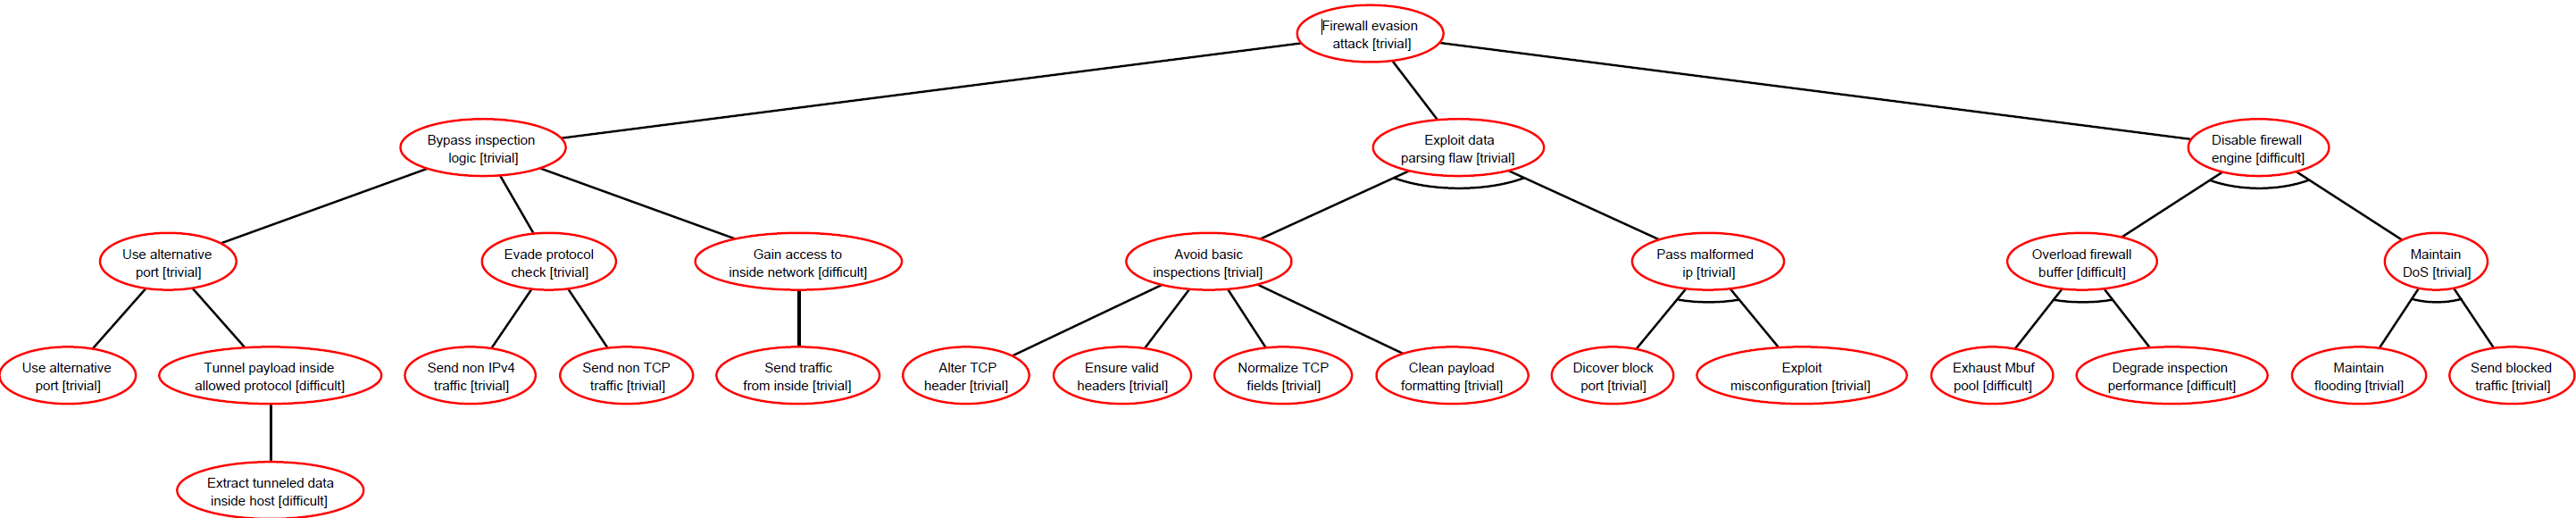 Firewall evasion
attack [trivial]
Bypass inspection
logic [trivial]
Exploit data
parsing flaw [trivial]
Disable firewall
engine [difficult]
Use alternative
port [trivial]
Evade protocol
check [trivial]
Gain access to
inside network [difficult]
Avoid basic
inspections [trivial]
Pass malformed
ip [trivial]
Overload firewall
buffer [difficult]
Maintain
DoS [trivial]
Use alternative
port [trivial]
Tunnel payload inside
allowed protocol [difficult]
Send non IPv4
traffic [trivial]
Send non TCP
traffic [trivial]
Send traffic
from inside [trivial]
Alter TCP
header [trivial]
Ensure valid
headers [trivial]
Normalize TCP
fields [trivial]
Clean payload
formatting [trivial]
Dicover block
port [trivial]
Exploit
misconfiguration [trivial]
Exhaust Mbuf
pool [difficult]
Degrade inspection
performance [difficult]
Maintain
flooding [trivial]
Send blocked
traffic [trivial]
Extract tunneled data
inside host [difficult]